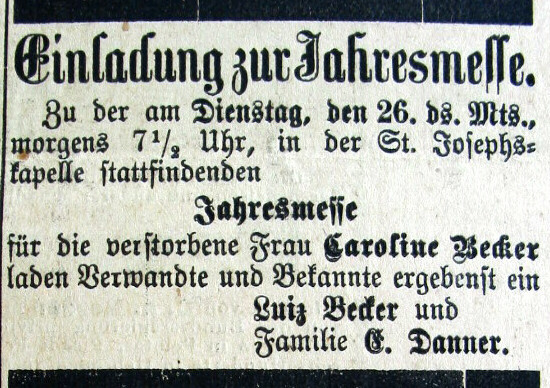 Einladung zur Jahresmesse.
Zu der am Dienstag, den 26. ds. Mts.,
morgens 7½ Uhr, in der St. Josephs-
kapelle stattfindenden
Jahresmesse
für die verstorbene Frau Caroline Becker
laden Verwandte und Bekannte ergebenst ein
Luiz Becker und
Familie E. Danner.